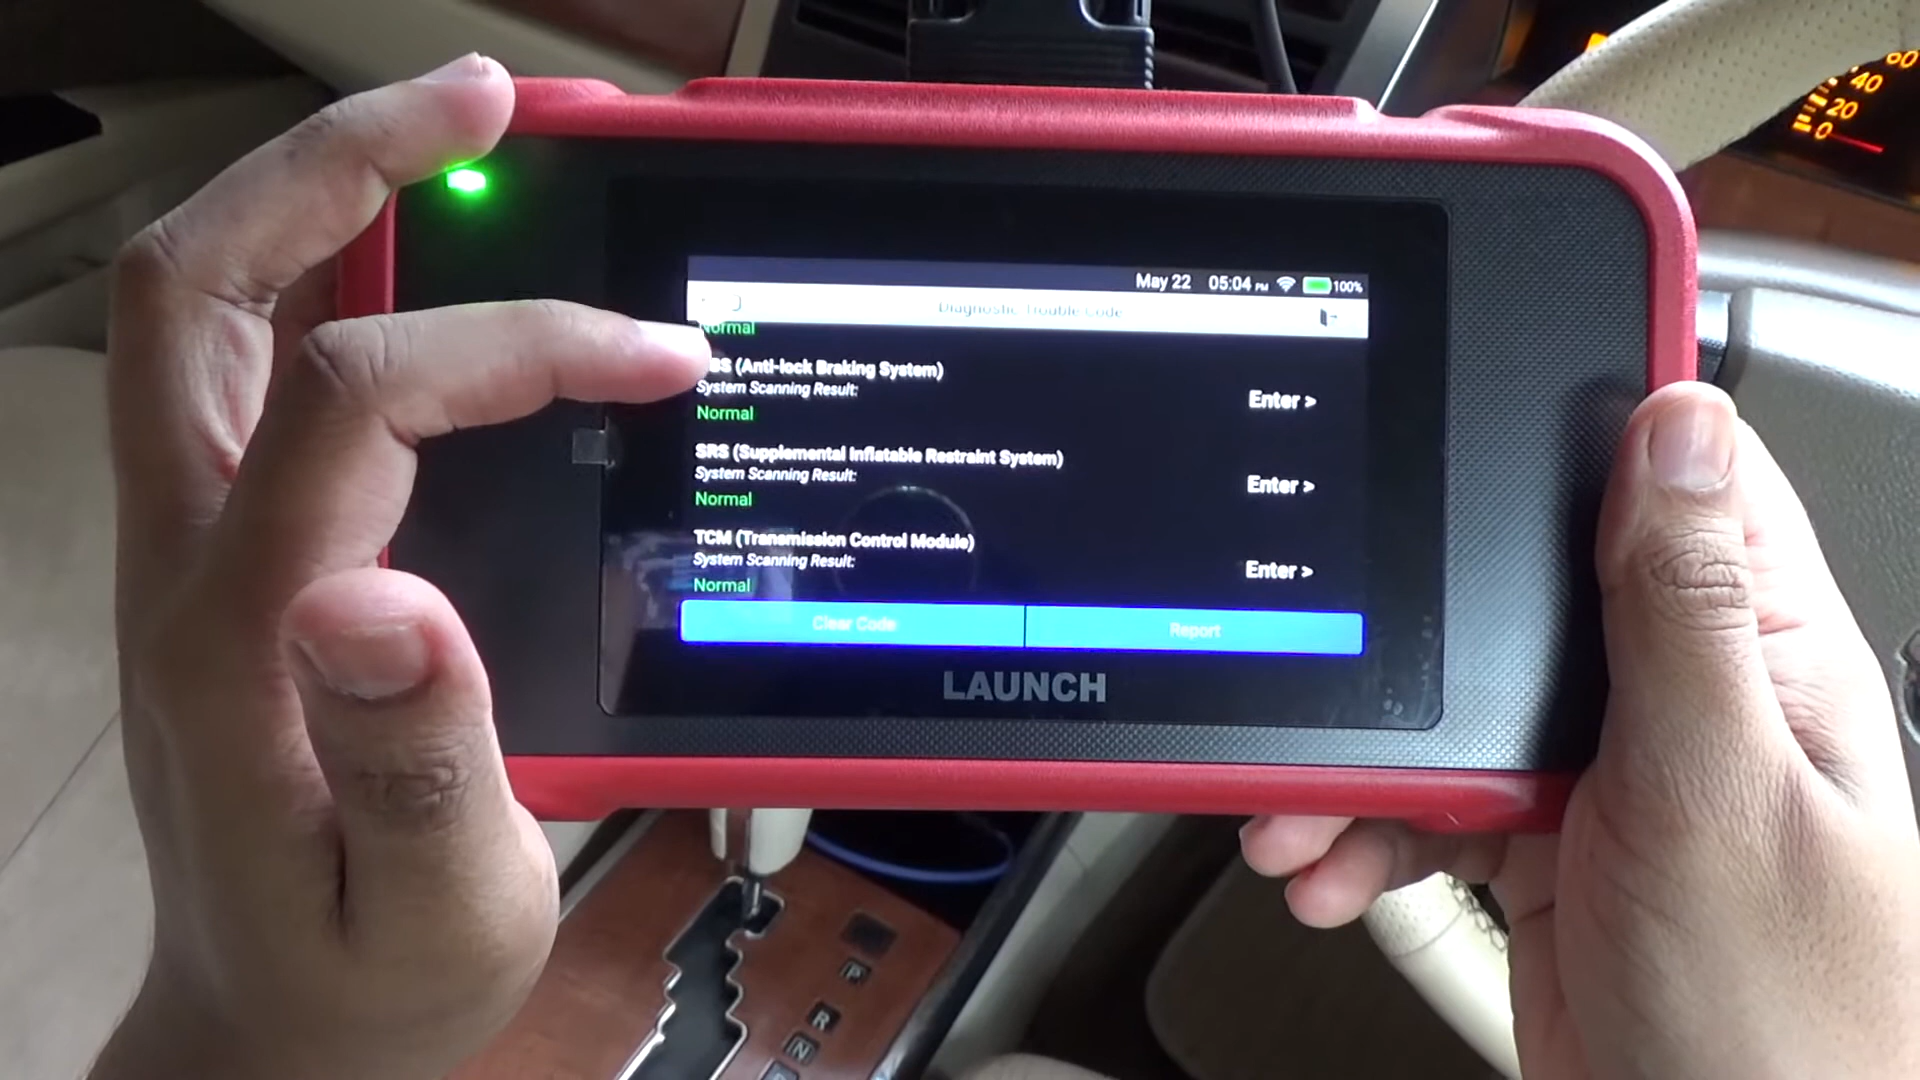 60
40
20
0
May 22 05:04 PM 100%
Diagnostic Trouble Code
Normal
BS (Anti-lock Braking System)
System Scanning Result:
Normal
Enter >
SRS (Supplemental Inflatable Restraint System)
System Scanning Result:
Normal
Enter >
TCM (Transmission Control Module)
System Scanning Result:
Normal
Enter >
Clear Code
Report
LAUNCH
P
R
N